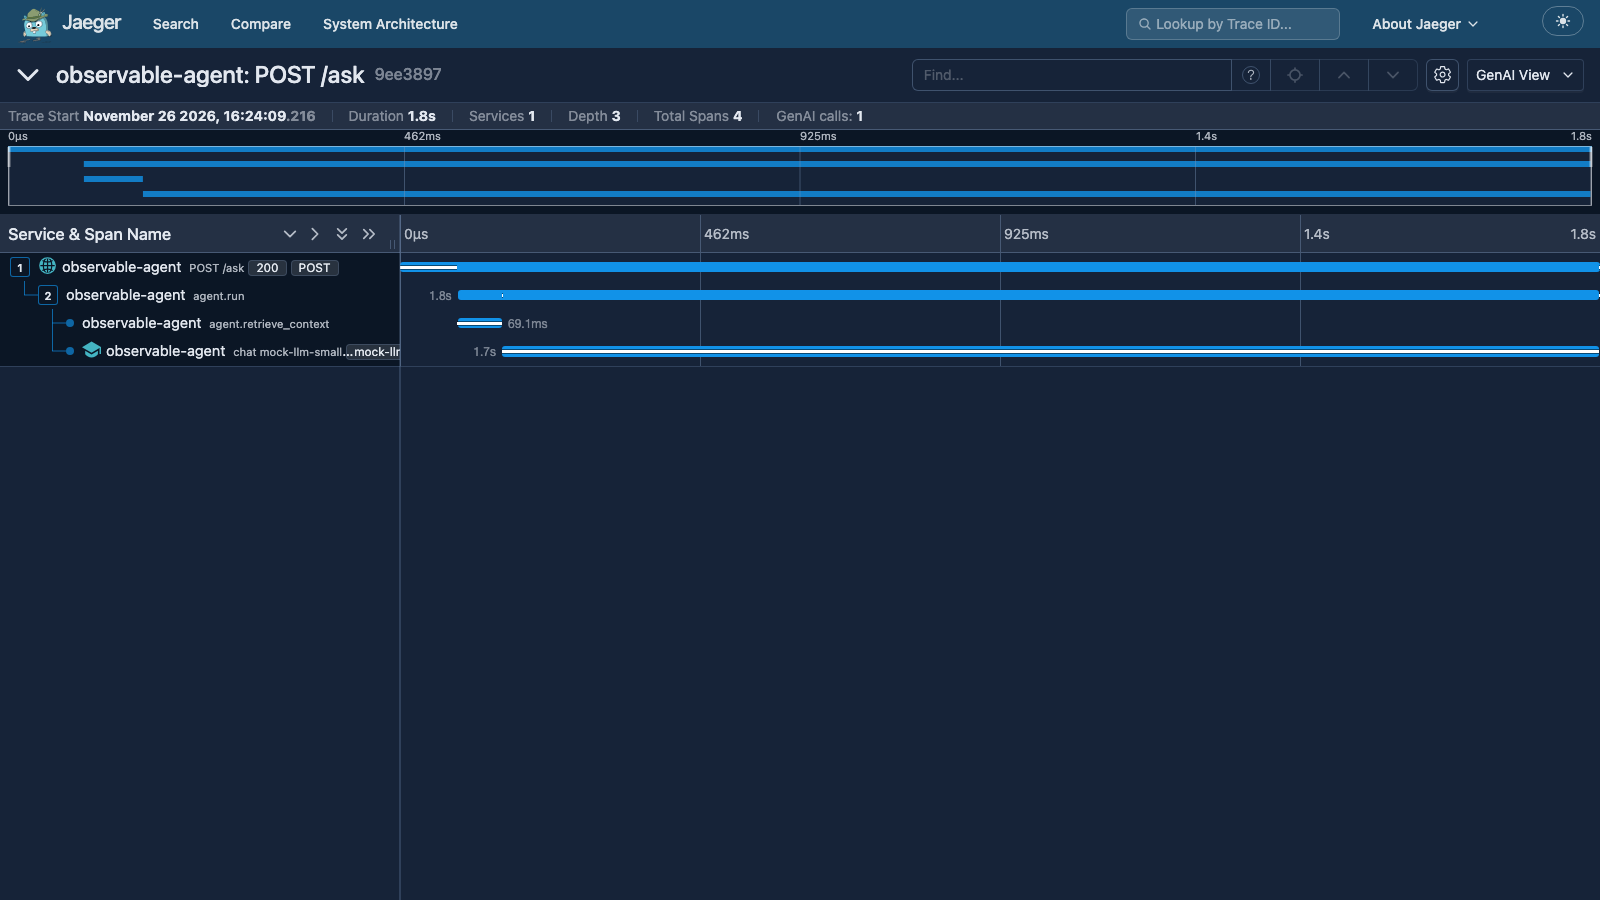 Jaeger Search Compare System Architecture Lookup by Trace ID... About Jaeger
observable-agent: POST /ask 9ee3897 Find... ? GenAI View
Trace Start November 26 2026, 16:24:09.216 Duration 1.8s Services 1 Depth 3 Total Spans 4 GenAI calls: 1
0μs 462ms 925ms 1.4s 1.8s
Service & Span Name 0μs 462ms 925ms 1.4s 1.8s
1 observable-agent POST /ask 200 POST
2 observable-agent agent.run 1.8s
observable-agent agent.retrieve_context 69.1ms
observable-agent chat mock-llm-small... mock-llm 1.7s